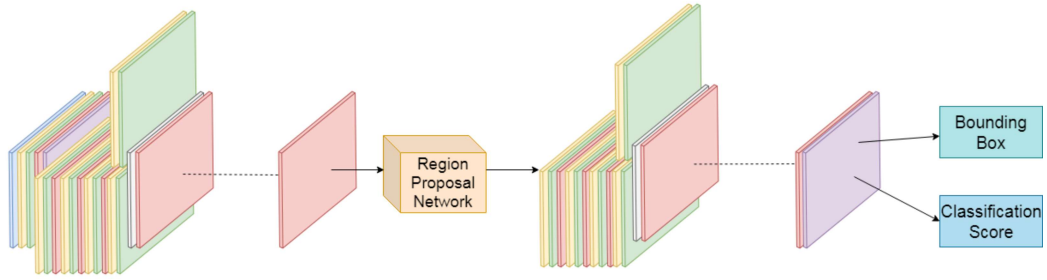 Region
Proposal
Network
Bounding
Box
Classification
Score